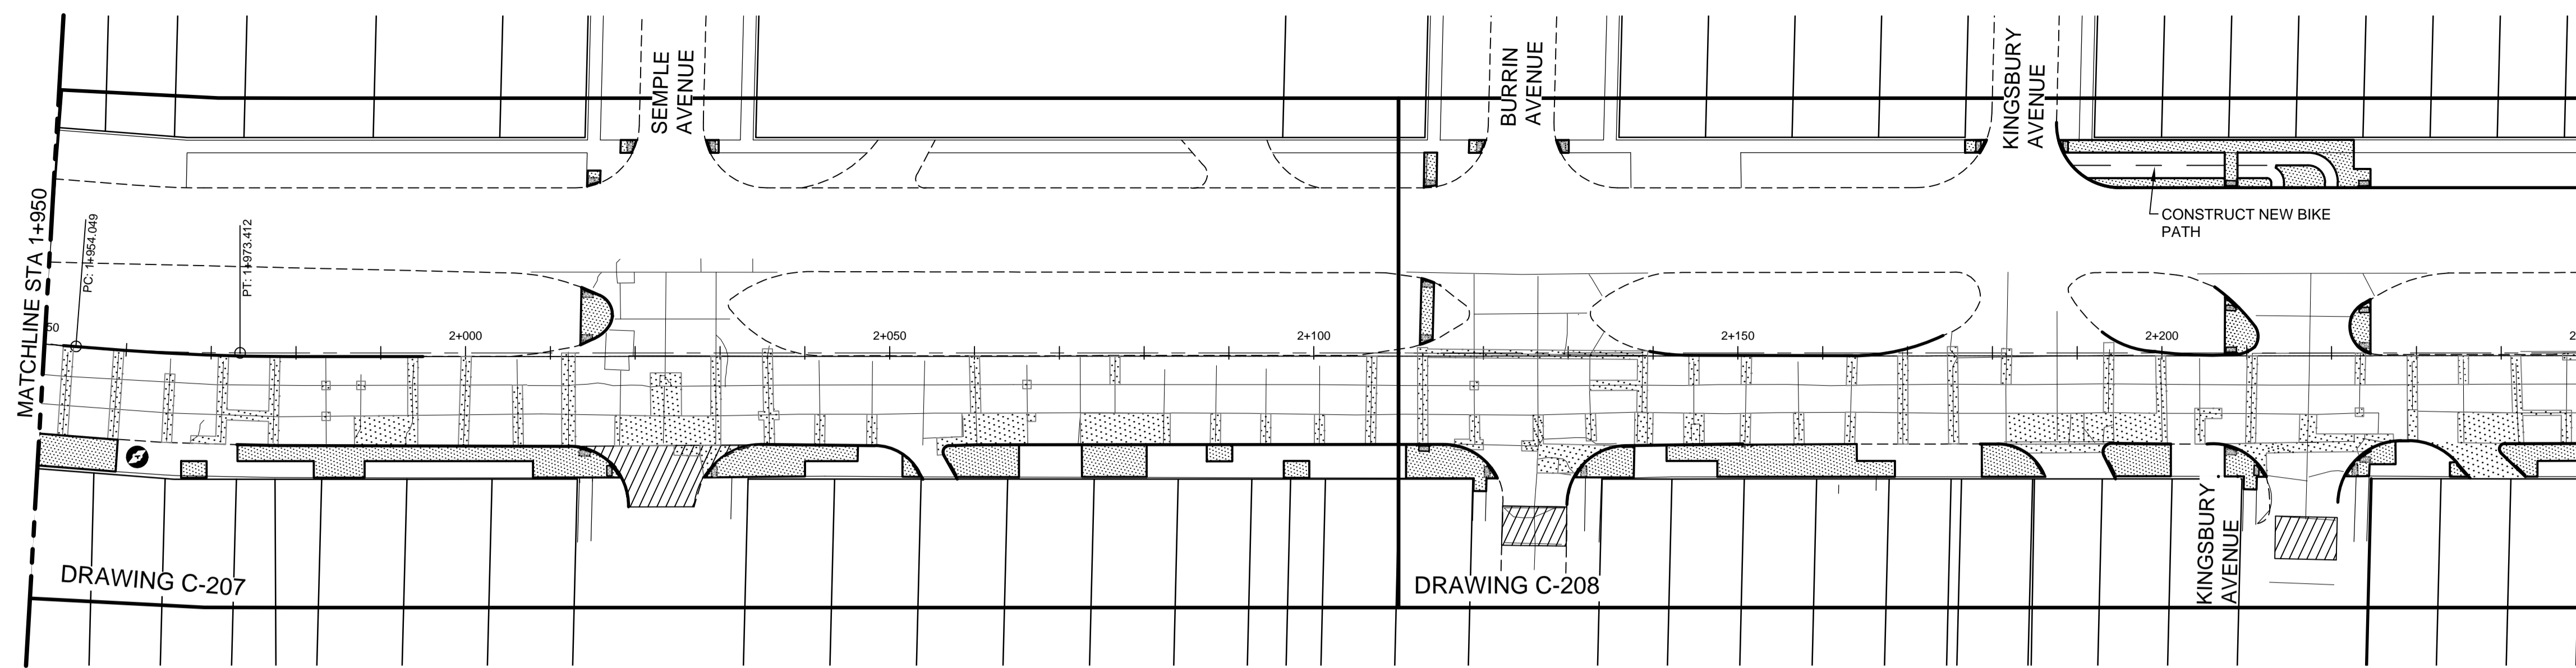 SEMPLE
AVENUE
BURRIN
AVENUE
KINGSBURY
AVENUE
CONSTRUCT NEW BIKE
PATH
MATCHLINE STA 1+950
PC: 1+954.049
PT: 1+973.412
50
2+000
2+050
2+100
2+150
2+200
2
DRAWING C-207
DRAWING C-208
KINGSBURY
AVENUE